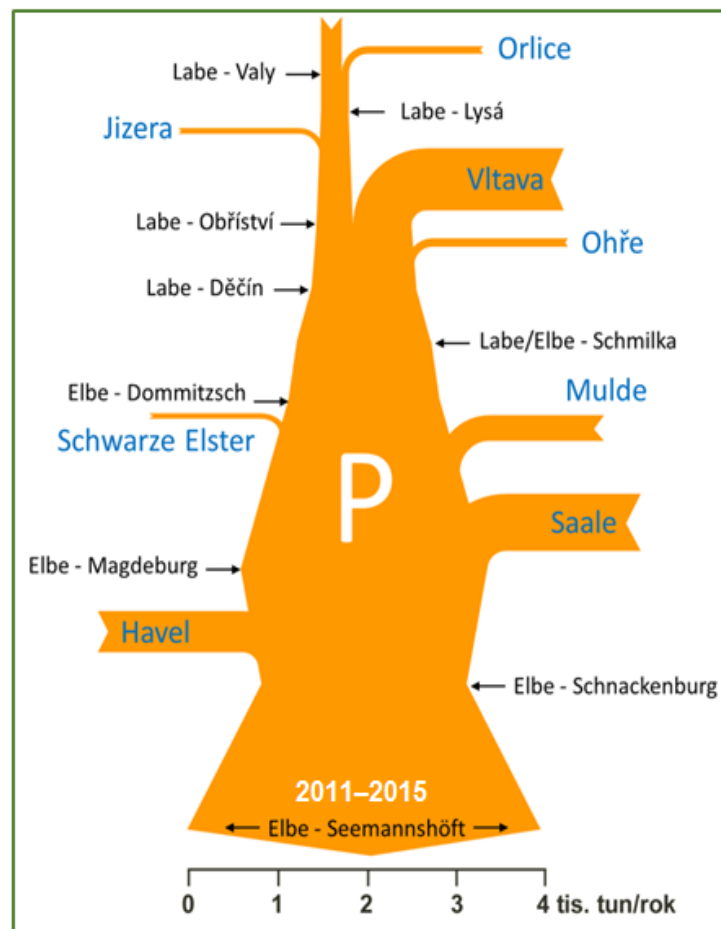 Orlice
Labe - Valy
Labe - Lysá
Jizera
Vltava
Labe - Obříství
Ohře
Labe - Děčín
Labe/Elbe - Schmilka
Elbe - Dommitzsch
Mulde
Schwarze Elster
P
Saale
Elbe - Magdeburg
Havel
Elbe - Schnackenburg
2011–2015
Elbe - Seemannshöft
0 1 2 3 4 tis. tun/rok